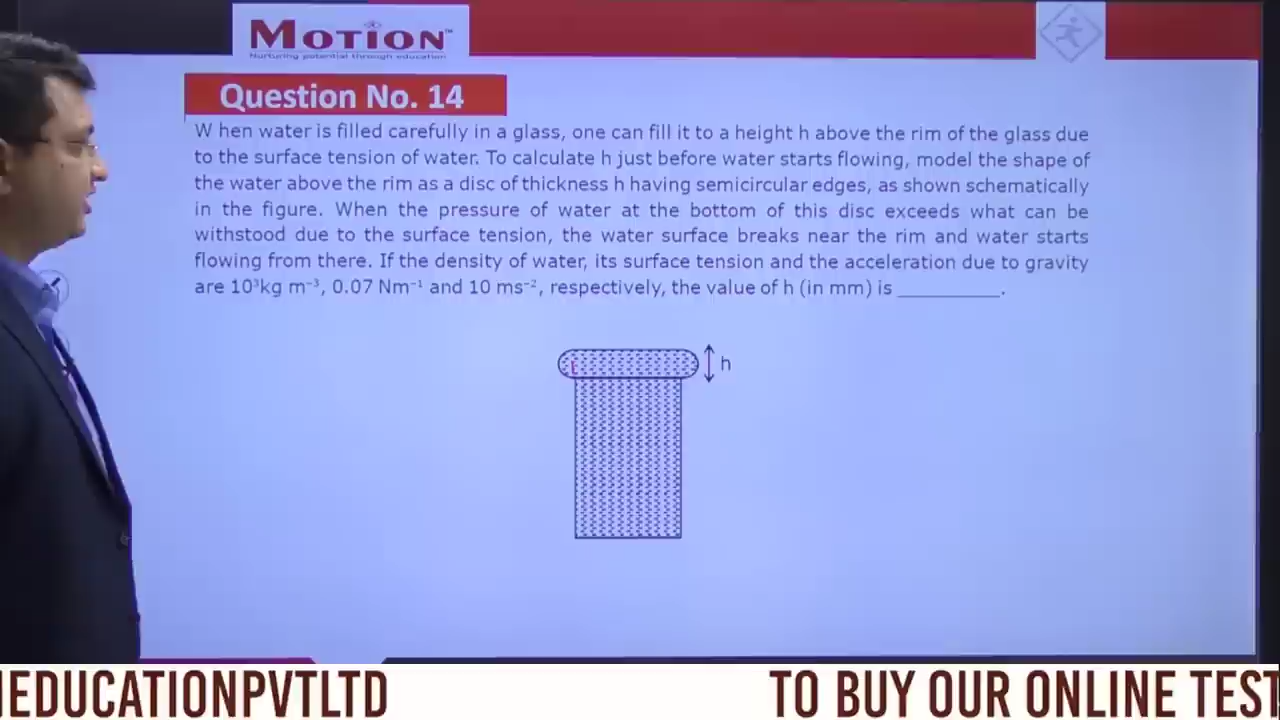 MOTION™
Nurturing potential through education
Question No. 14
W hen water is filled carefully in a glass, one can fill it to a height h above the rim of the glass due
to the surface tension of water. To calculate h just before water starts flowing, model the shape of
the water above the rim as a disc of thickness h having semicircular edges, as shown schematically
in the figure. When the pressure of water at the bottom of this disc exceeds what can be
withstood due to the surface tension, the water surface breaks near the rim and water starts
flowing from there. If the density of water, its surface tension and the acceleration due to gravity
are 10³kg m⁻³, 0.07 Nm⁻¹ and 10 ms⁻², respectively, the value of h (in mm) is __________.
h
EDUCATIONPVTLTD
TO BUY OUR ONLINE TEST